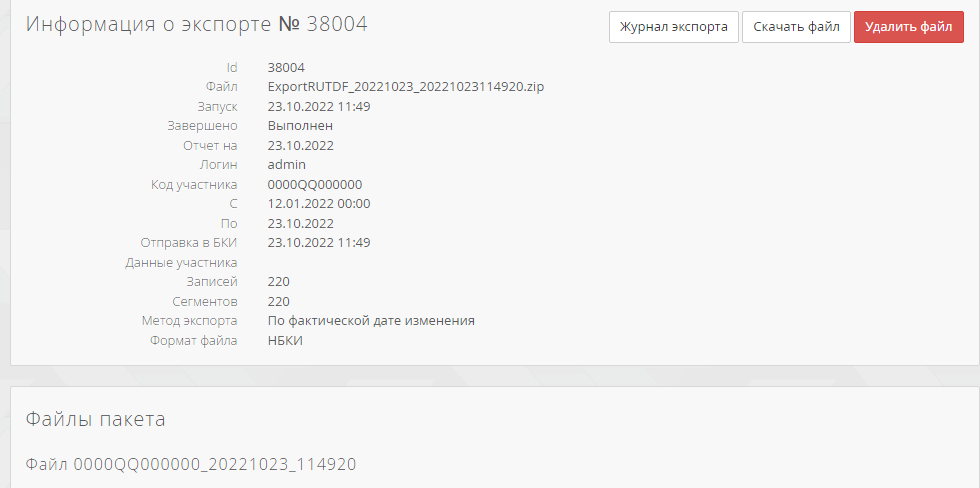 Информация о экспорте № 38004
Журнал экспорта Скачать файл Удалить файл
Id 38004
Файл ExportRUTDF_20221023_20221023114920.zip
Запуск 23.10.2022 11:49
Завершено Выполнен
Отчет на 23.10.2022
Логин admin
Код участника 0000QQ000000
С 12.01.2022 00:00
По 23.10.2022
Отправка в БКИ 23.10.2022 11:49
Данные участника
Записей 220
Сегментов 220
Метод экспорта По фактической дате изменения
Формат файла НБКИ
Файлы пакета
Файл 0000QQ000000_20221023_114920